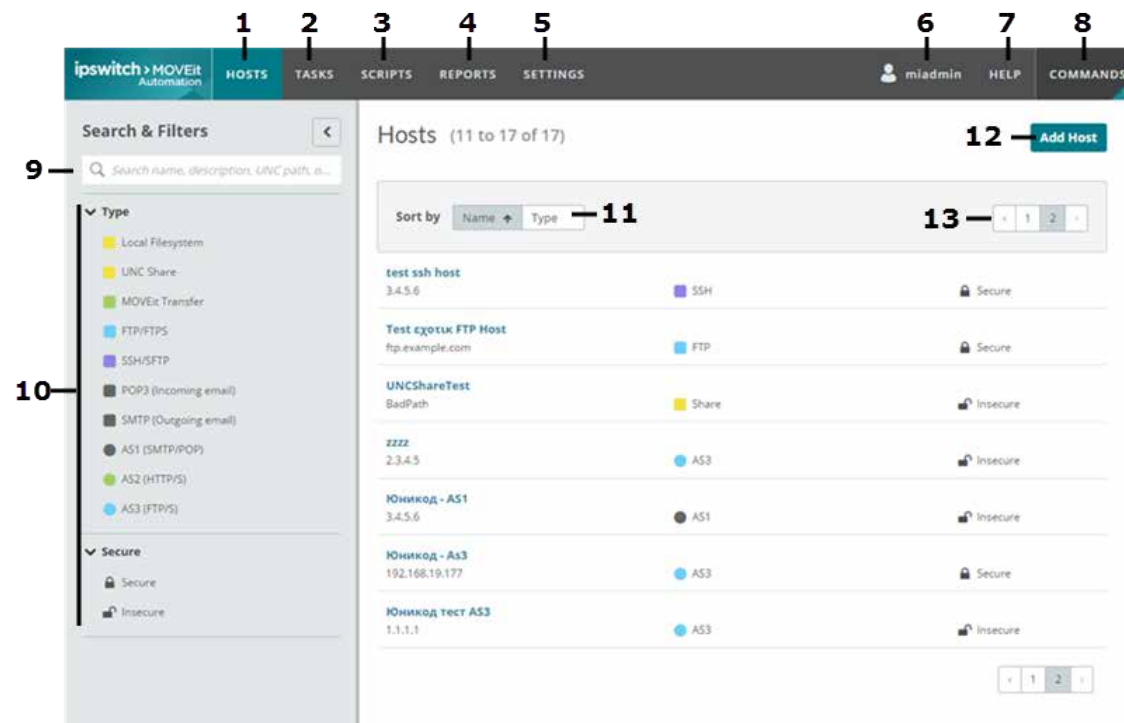 1 2 3 4 5 6 7 8
ipswitch > MOVEit
Automation
HOSTS TASKS SCRIPTS REPORTS SETTINGS miadmin HELP COMMANDS
Search & Filters
9
Search name, description, UNC path, o...
10
Type
Local Filesystem
UNC Share
MOVEit Transfer
FTP/FTPS
SSH/SFTP
POP3 (Incoming email)
SMTP (Outgoing email)
AS1 (SMTP/POP)
AS2 (HTTP/S)
AS3 (FTP/S)
Secure
Secure
Insecure
Hosts (11 to 17 of 17)
12 Add Host
Sort by Name Type 11
13 ‹ 1 2 ›
test ssh host
3.4.5.6 SSH Secure
Test εχοτικ FTP Host
ftp.example.com FTP Secure
UNCShareTest
BadPath Share Insecure
zzzz
2.3.4.5 AS3 Insecure
Юникод - AS1
3.4.5.6 AS1 Insecure
Юникод - As3
192.168.19.177 AS3 Secure
Юникод тест AS3
1.1.1.1 AS3 Insecure
‹ 1 2 ›